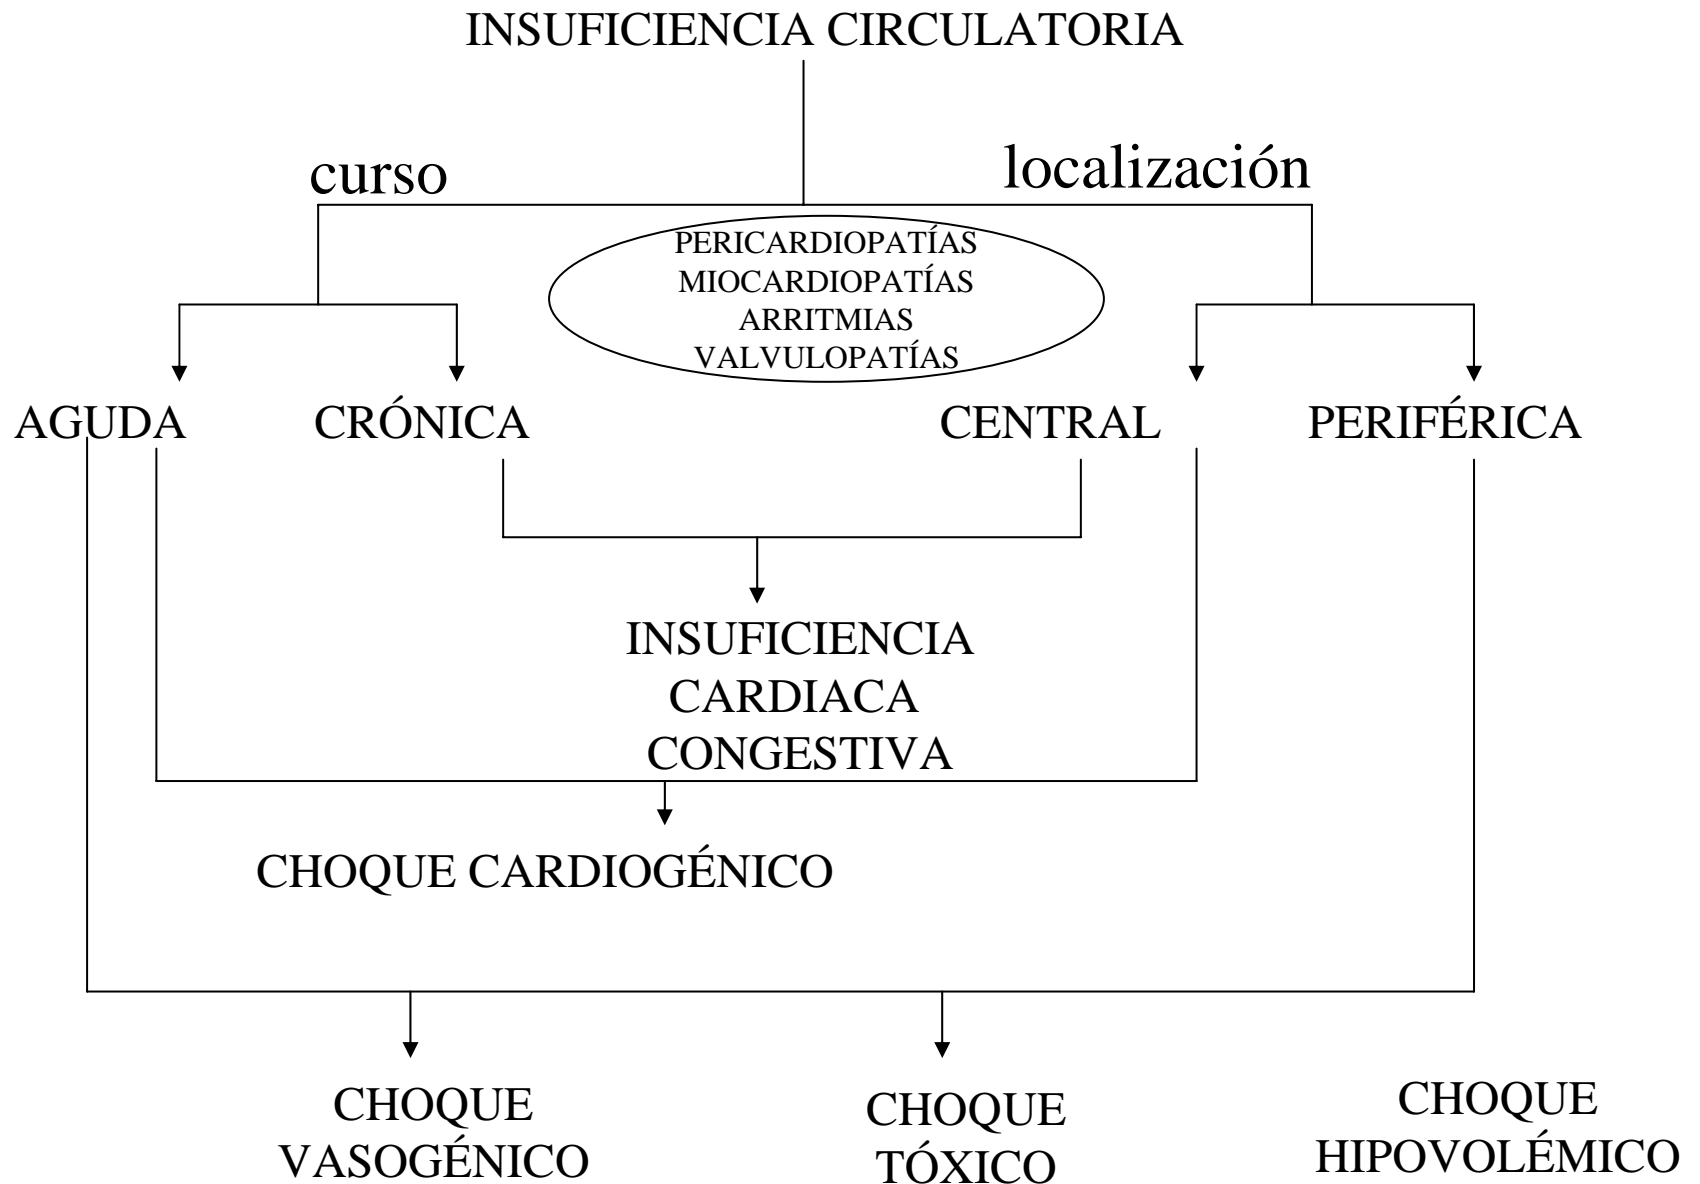 INSUFICIENCIA CIRCULATORIA
curso
localización
PERICARDIOPATÍAS
MIOCARDIOPATÍAS
ARRITMIAS
VALVULOPATÍAS
AGUDA
CRÓNICA
CENTRAL
PERIFÉRICA
INSUFICIENCIA
CARDIACA
CONGESTIVA
CHOQUE CARDIOGÉNICO
CHOQUE
VASOGÉNICO
CHOQUE
TÓXICO
CHOQUE
HIPOVOLÉMICO